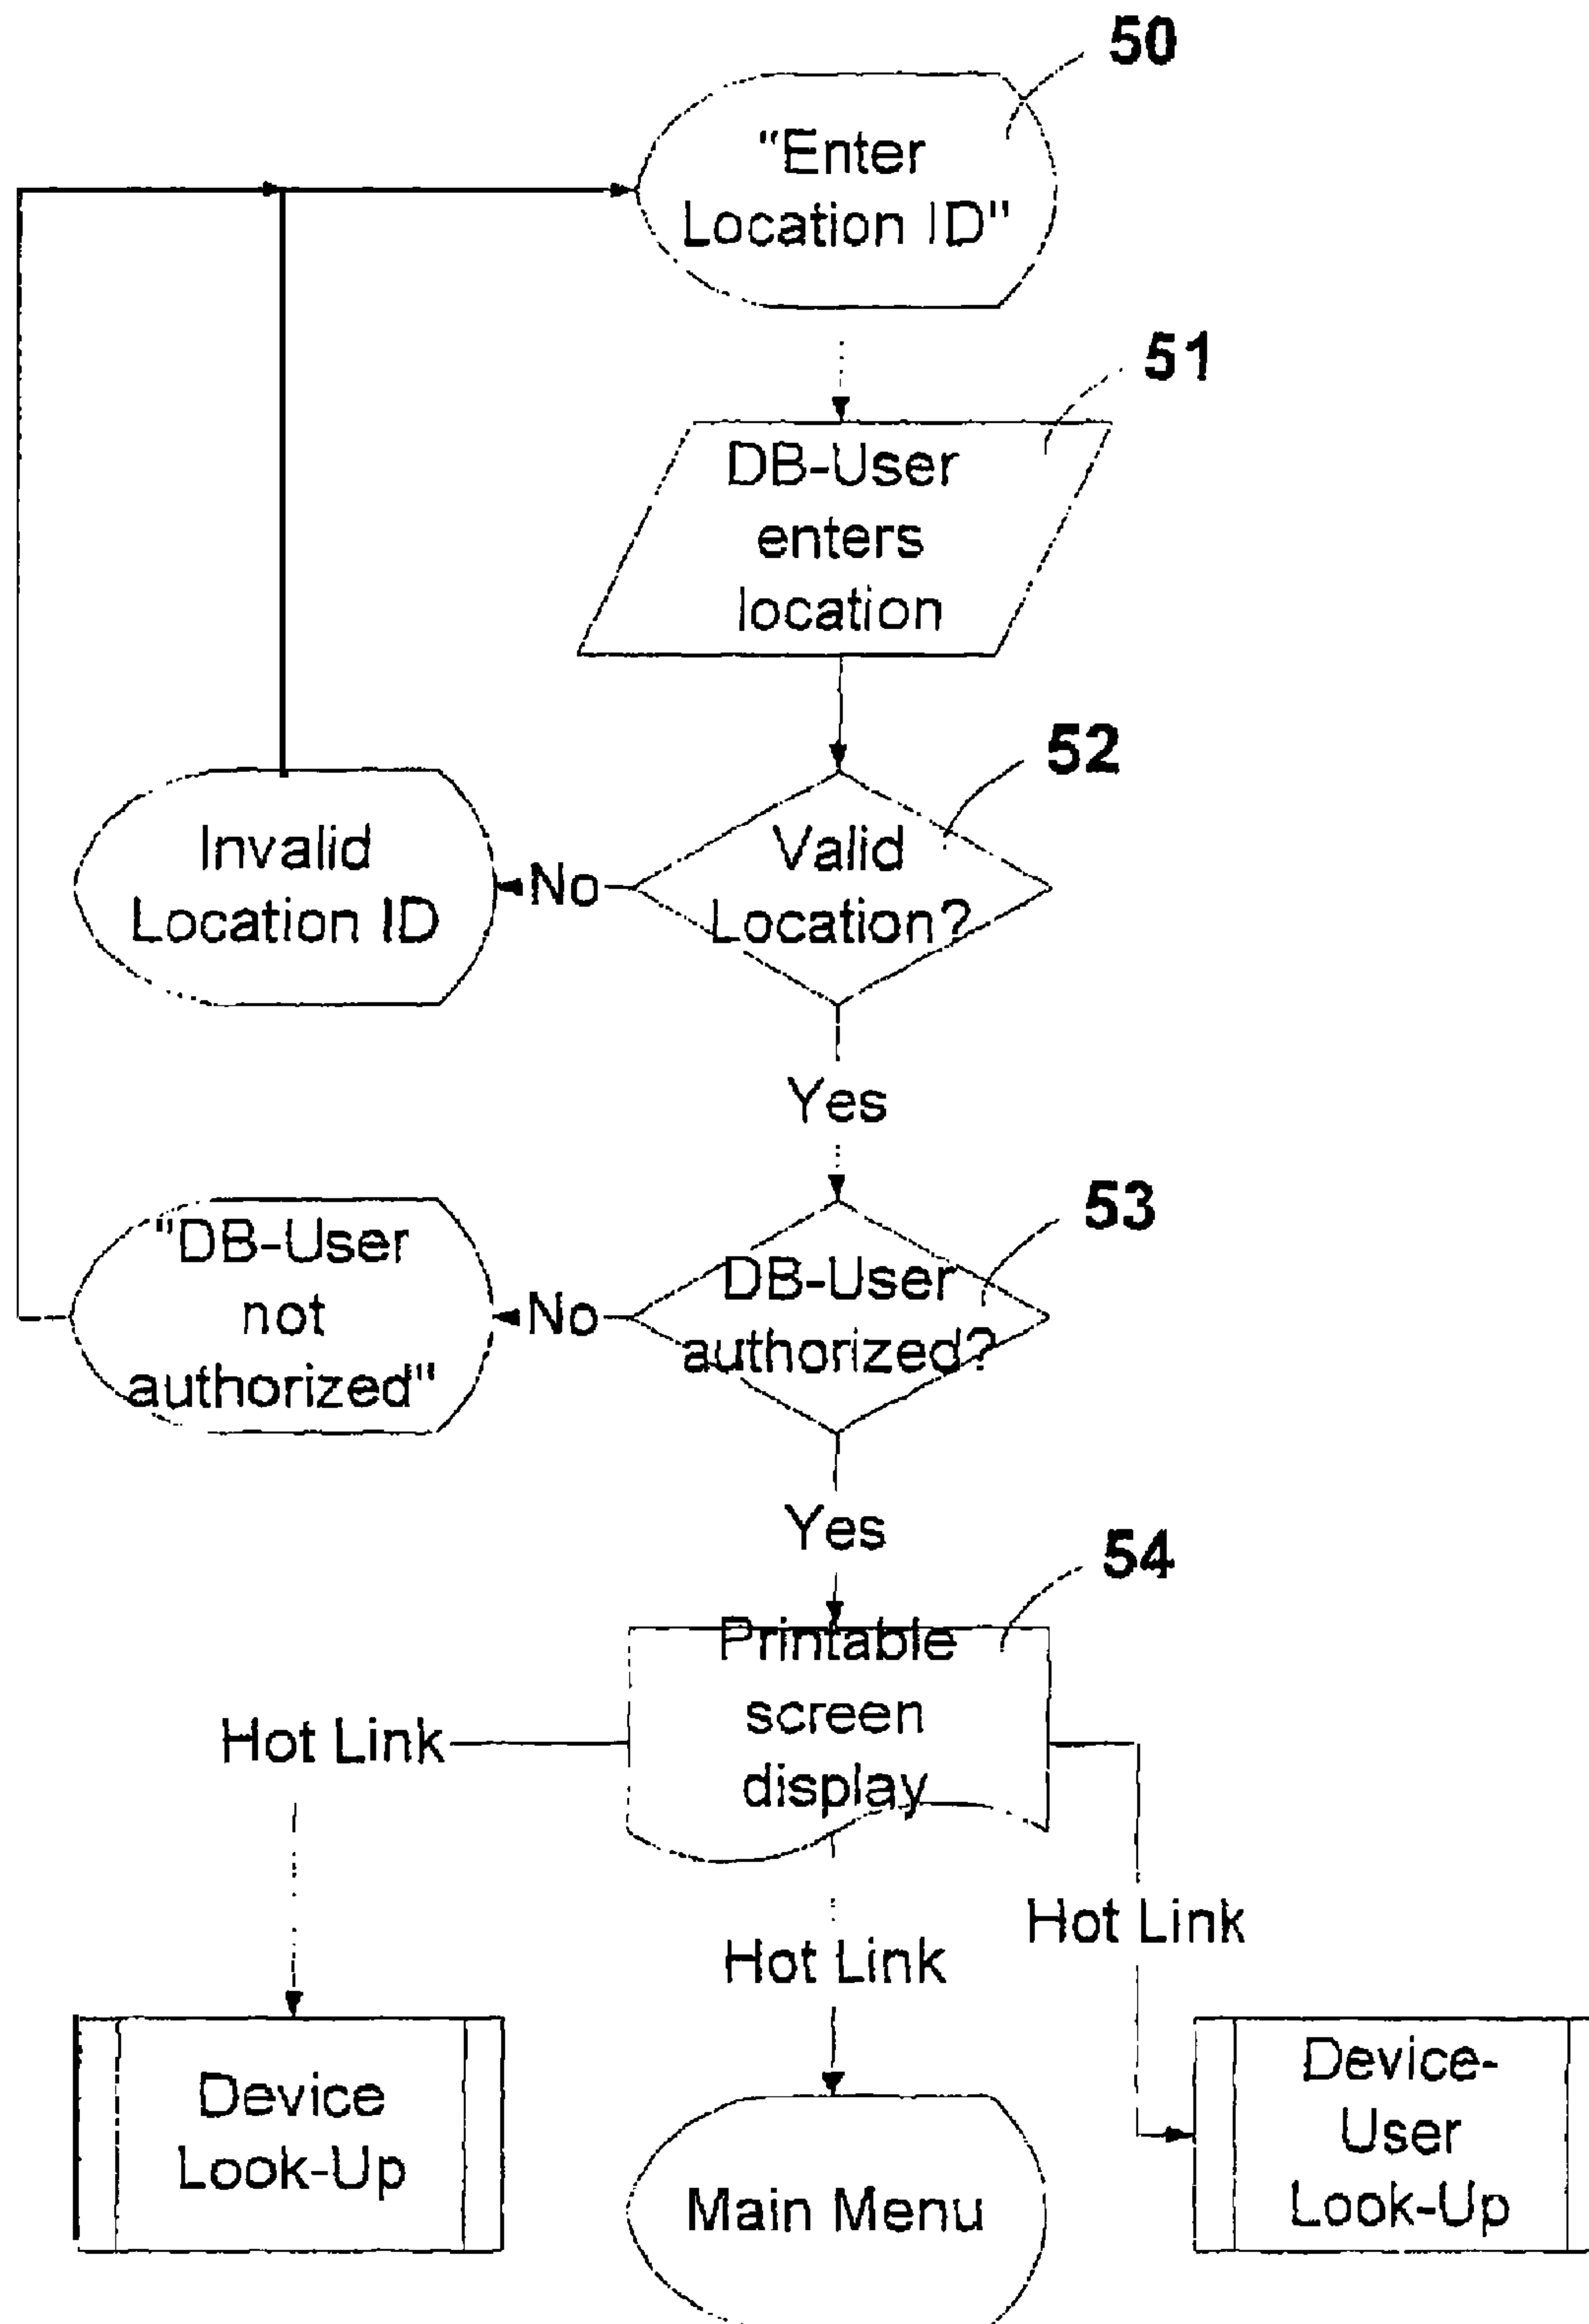 50
"Enter
Location ID"
51
DB-User
enters
location
52
Valid
Location?
No
Invalid
Location ID
Yes
53
DB-User
authorized?
No
"DB-User
not
authorized"
Yes
54
Printable
screen
display
Hot Link
Hot Link
Hot Link
Device
Look-Up
Main Menu
Device-
User
Look-Up